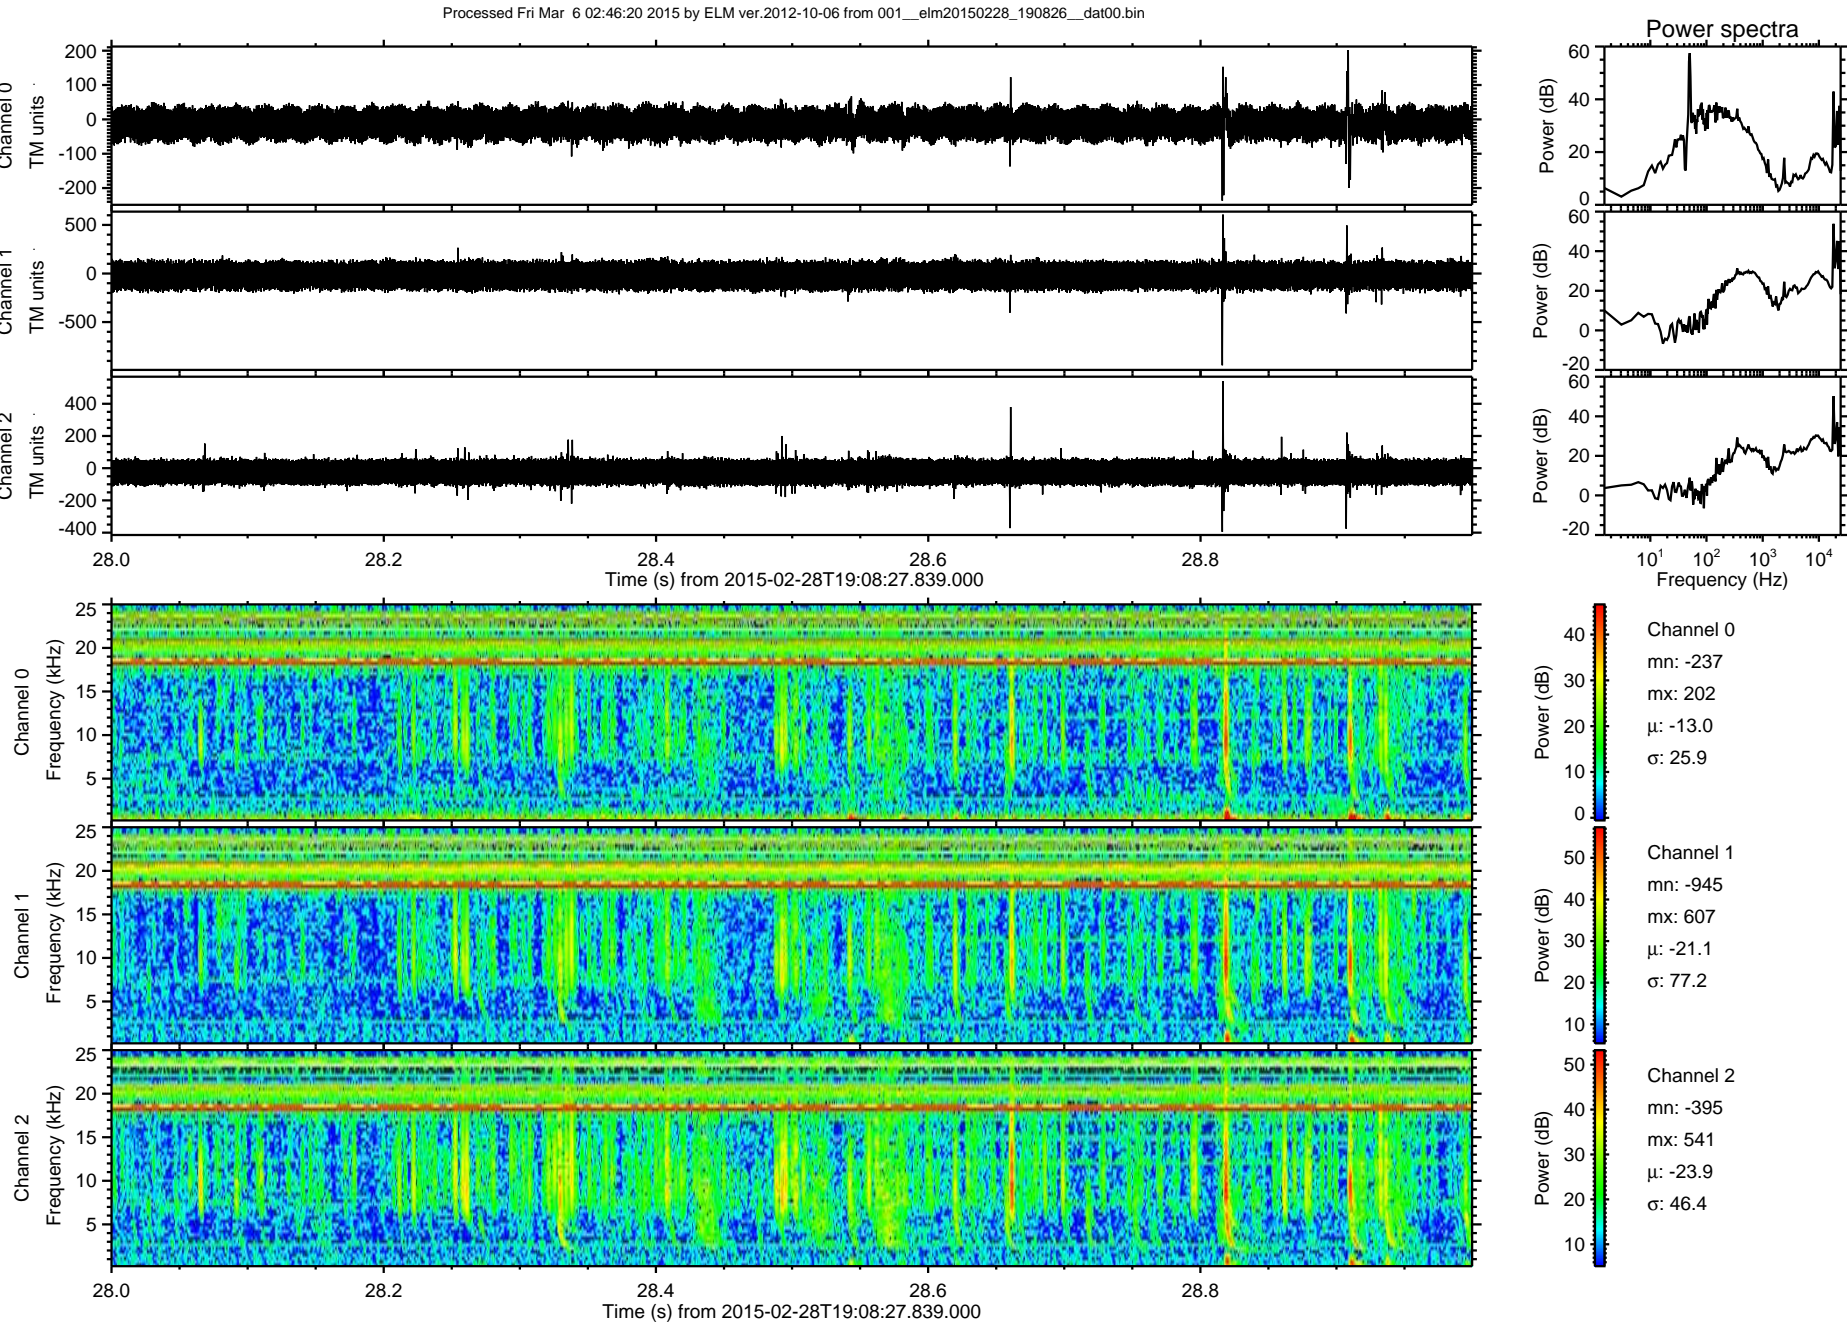 Processed Fri Mar  6 02:46:20 2015 by ELM ver.2012-10-06 from 001__elm20150228_190826__dat00.bin
Power spectra
Channel 0
TM units
200
100
0
-100
-200
Power (dB)
60
40
20
0
Channel 1
TM units
500
0
-500
Power (dB)
60
40
20
0
-20
Channel 2
TM units
400
200
0
-200
-400
Power (dB)
60
40
20
0
-20
28.0 28.2 28.4 28.6 28.8
Time (s) from 2015-02-28T19:08:27.839.000
10^1 10^2 10^3 10^4
Frequency (Hz)
Channel 0
Frequency (kHz)
25
20
15
10
5
Power (dB)
40
30
20
10
0
Channel 0
mn: -237
mx: 202
μ: -13.0
σ: 25.9
Channel 1
Frequency (kHz)
25
20
15
10
5
Power (dB)
50
40
30
20
10
Channel 1
mn: -945
mx: 607
μ: -21.1
σ: 77.2
Channel 2
Frequency (kHz)
25
20
15
10
5
Power (dB)
50
40
30
20
10
Channel 2
mn: -395
mx: 541
μ: -23.9
σ: 46.4
28.0 28.2 28.4 28.6 28.8
Time (s) from 2015-02-28T19:08:27.839.000